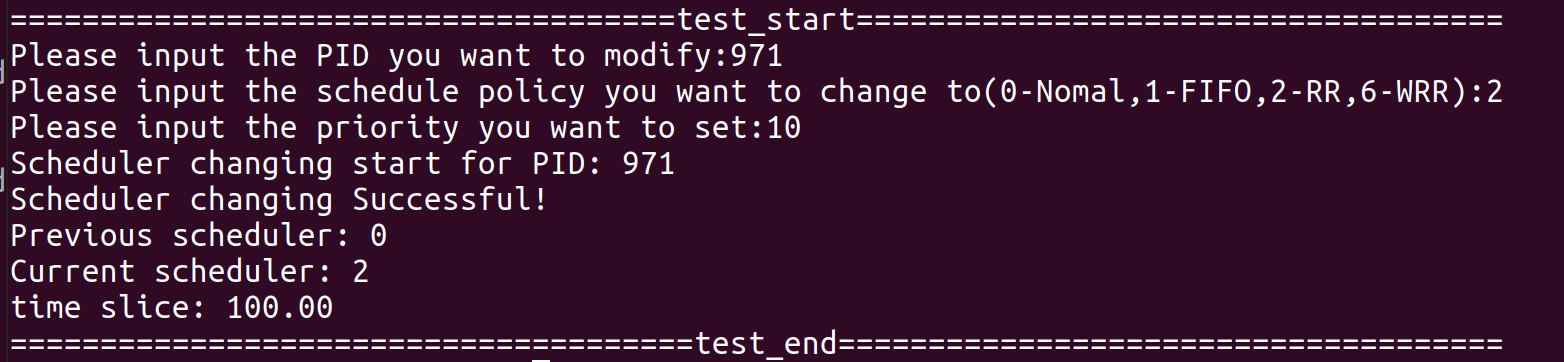 =====================================test_start====================================
Please input the PID you want to modify:971
Please input the schedule policy you want to change to(0-Nomal,1-FIFO,2-RR,6-WRR):2
Please input the priority you want to set:10
Scheduler changing start for PID: 971
Scheduler changing Successful!
Previous scheduler: 0
Current scheduler: 2
time slice: 100.00
======================================test_end=====================================